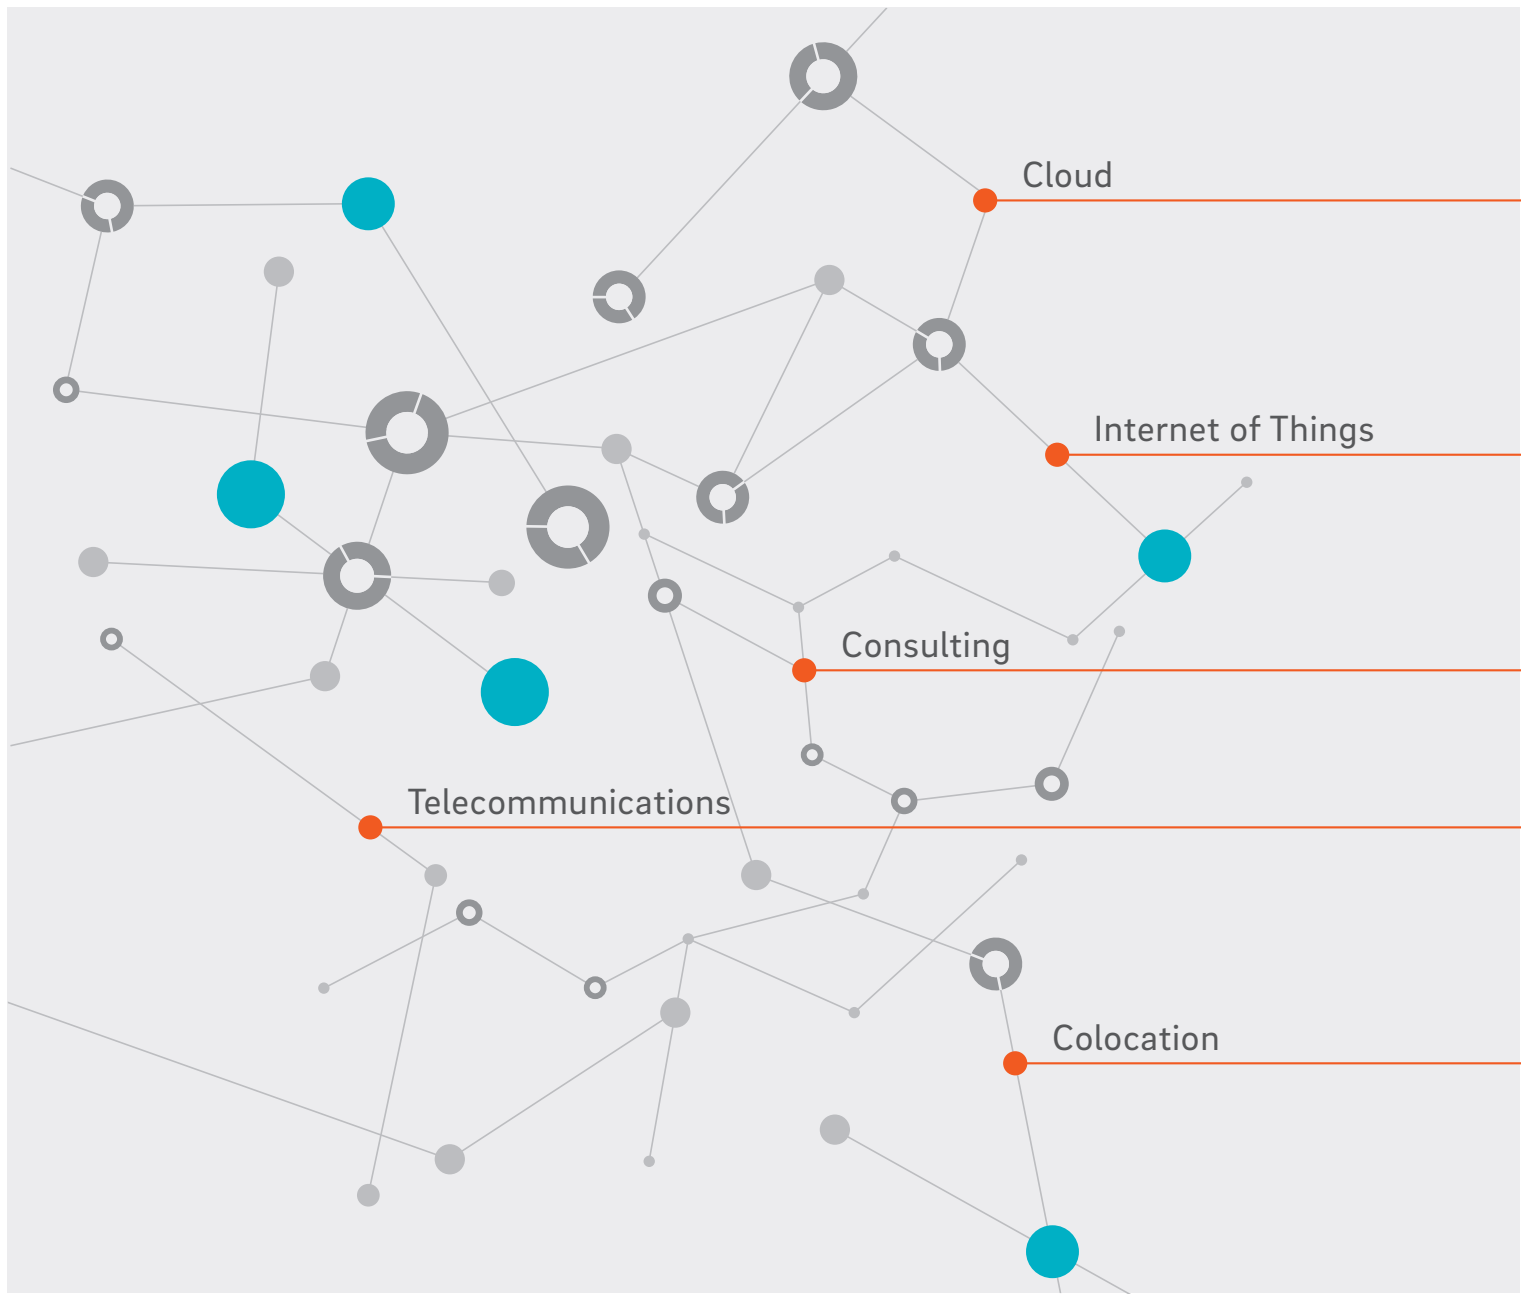 Cloud
Internet of Things
Consulting
Telecommunications
Colocation